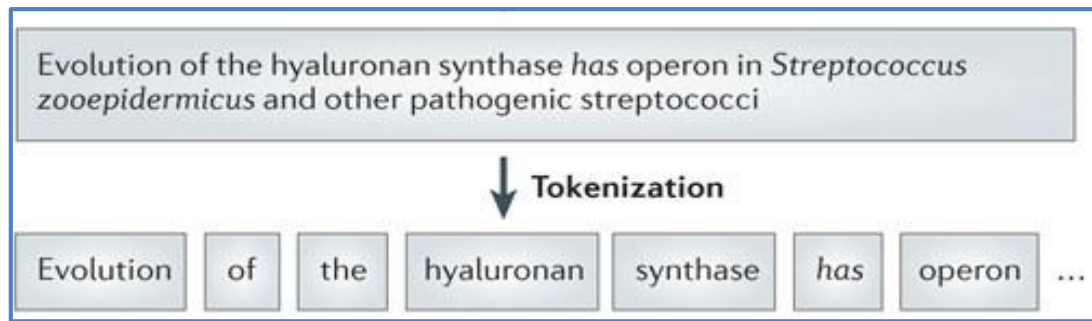 Evolution of the hyaluronan synthase has operon in Streptococcus
zooepidermicus and other pathogenic streptococci
Tokenization
Evolution of the hyaluronan synthase has operon ...